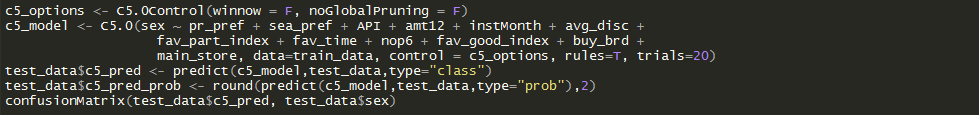 c5_options <- C5.0Control(winnow = F, noGlobalPruning = F)
c5_model <- C5.0(sex ~ pr_pref + sea_pref + API + amt12 + instMonth + avg_disc +
fav_part_index + fav_time + nop6 + fav_good_index + buy_brd +
main_store, data=train_data, control = c5_options, rules=T, trials=20)
test_data$c5_pred <- predict(c5_model,test_data,type="class")
test_data$c5_pred_prob <- round(predict(c5_model,test_data,type="prob"),2)
confusionMatrix(test_data$c5_pred, test_data$sex)